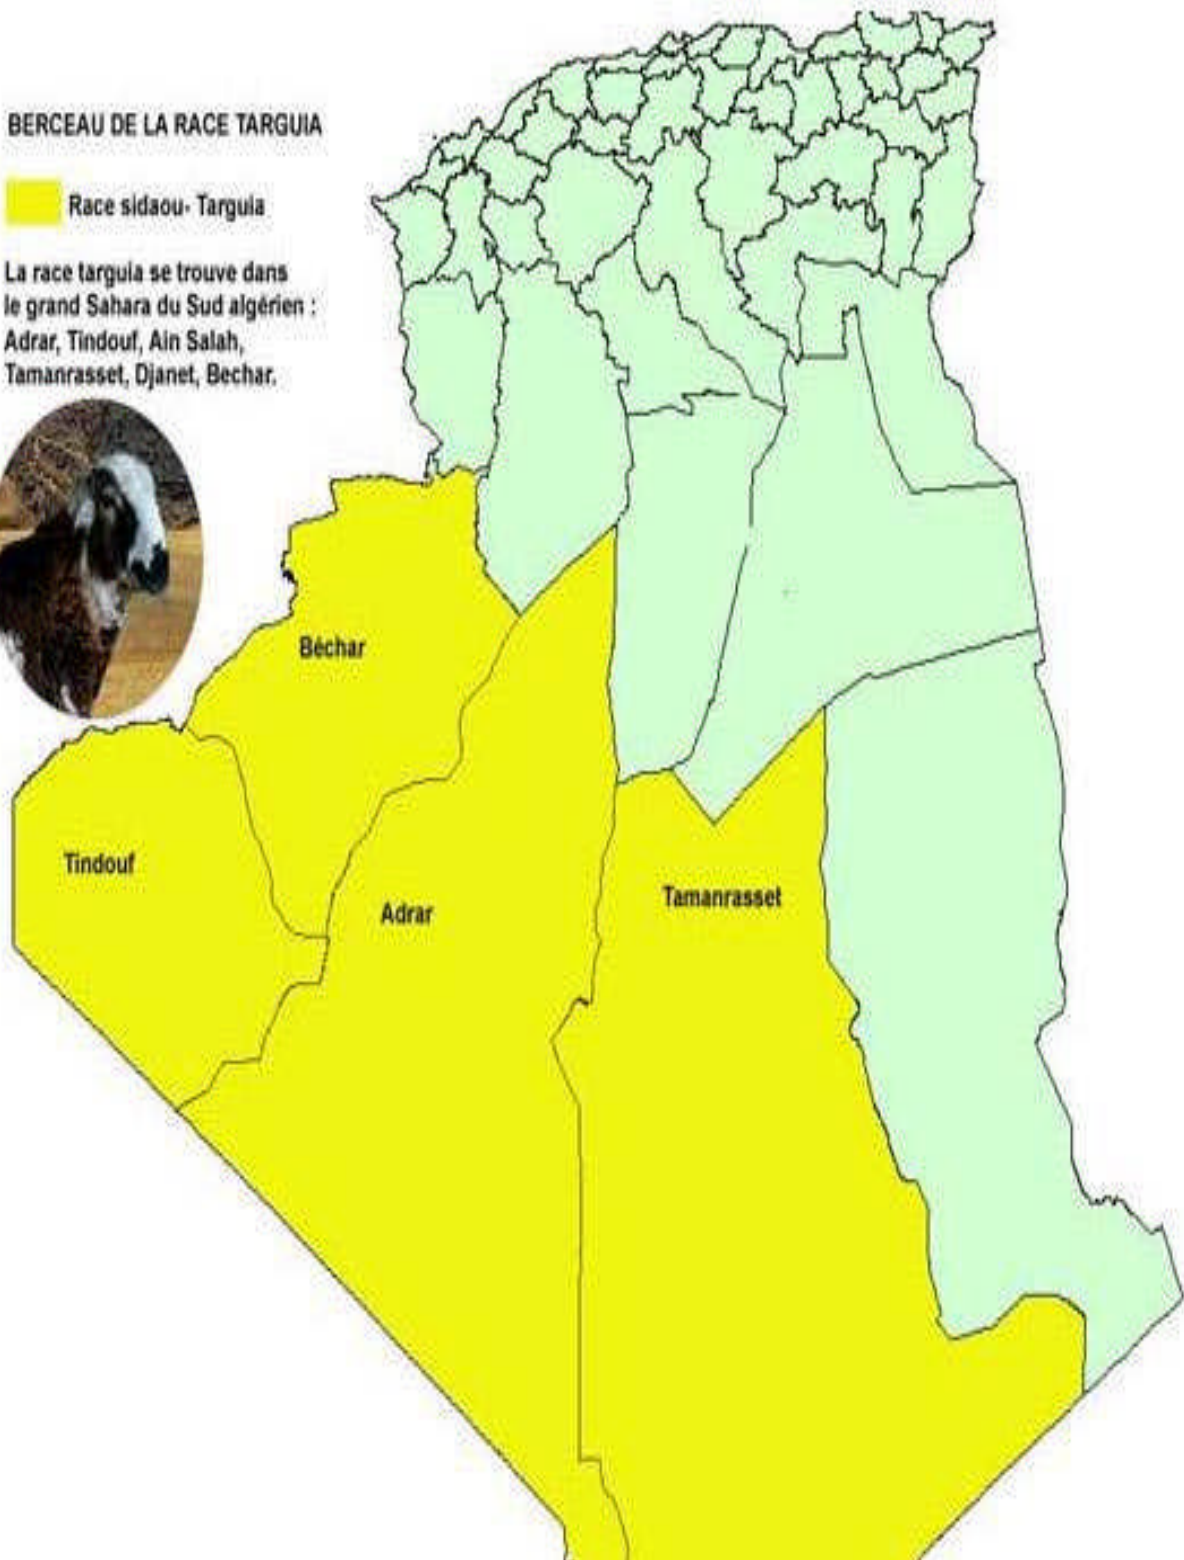 BERCEAU DE LA RACE TARGUIA
Race sidaou- Targuia
La race targuia se trouve dans
le grand Sahara du Sud algérien :
Adrar, Tindouf, Ain Salah,
Tamanrasset, Djanet, Bechar.
Béchar
Tindouf
Adrar
Tamanrasset